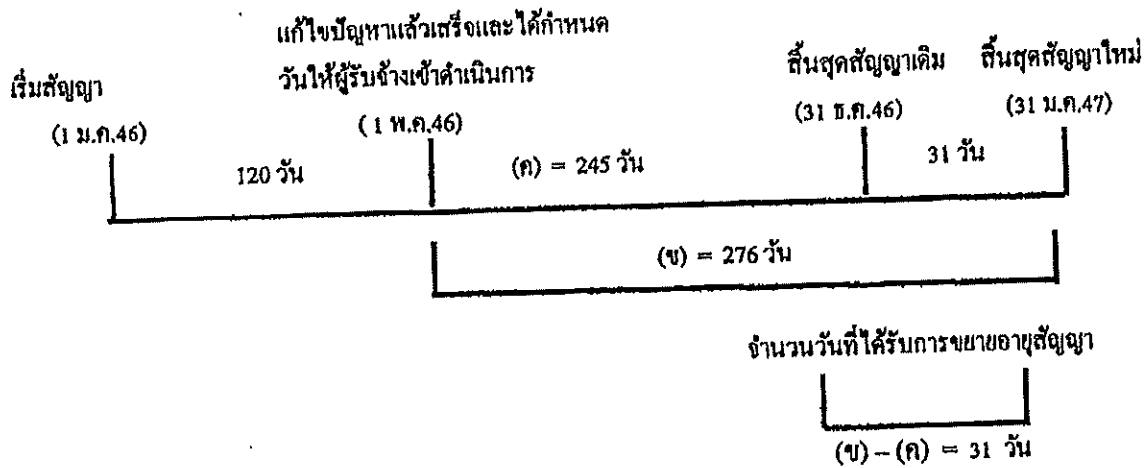 แก้ไขปัญหาแล้วเสร็จและได้กำหนด
วันให้ผู้รับจ้างเข้าดำเนินการ
เริ่มสัญญา
สิ้นสุดสัญญาเดิม
สิ้นสุดสัญญาใหม่
(1 ม.ค.46)
(1 พ.ค.46)
(31 ธ.ค.46)
(31 ม.ค.47)
120 วัน
(ค) = 245 วัน
31 วัน
(ข) = 276 วัน
จำนวนวันที่ได้รับการขยายอายุสัญญา
(ข) – (ค) = 31 วัน